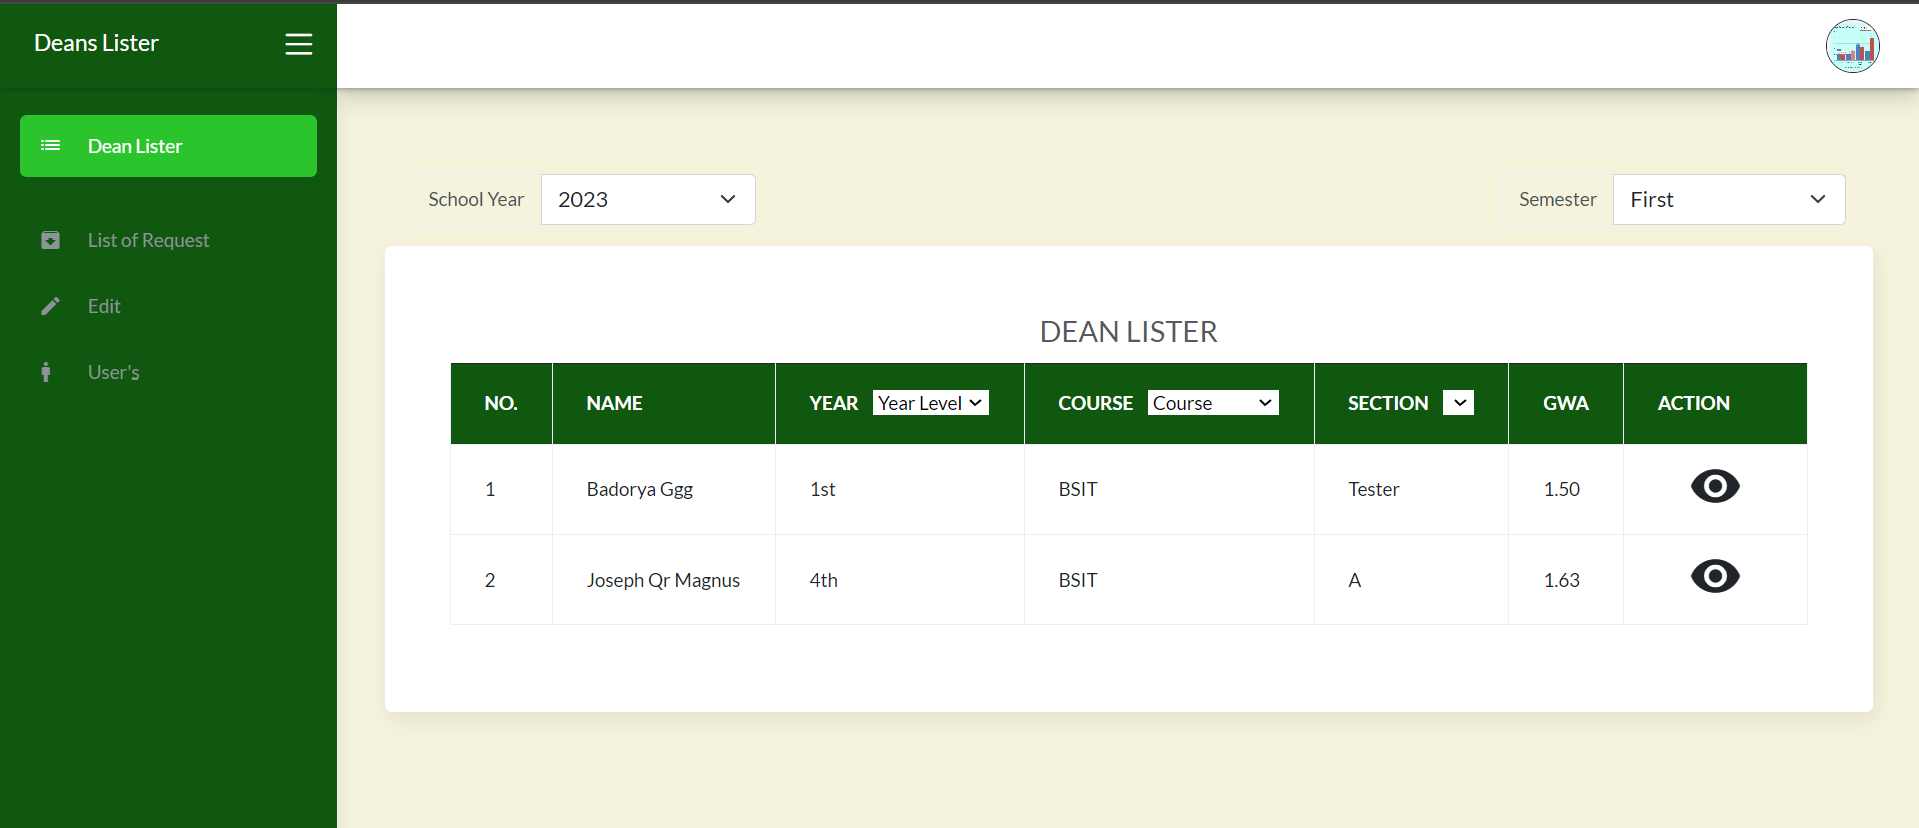 Deans Lister
Dean Lister
List of Request
Edit
User's
School Year 2023
Semester First
DEAN LISTER
NO. NAME YEAR Year Level COURSE Course SECTION GWA ACTION
1 Badorya Ggg 1st BSIT Tester 1.50
2 Joseph Qr Magnus 4th BSIT A 1.63